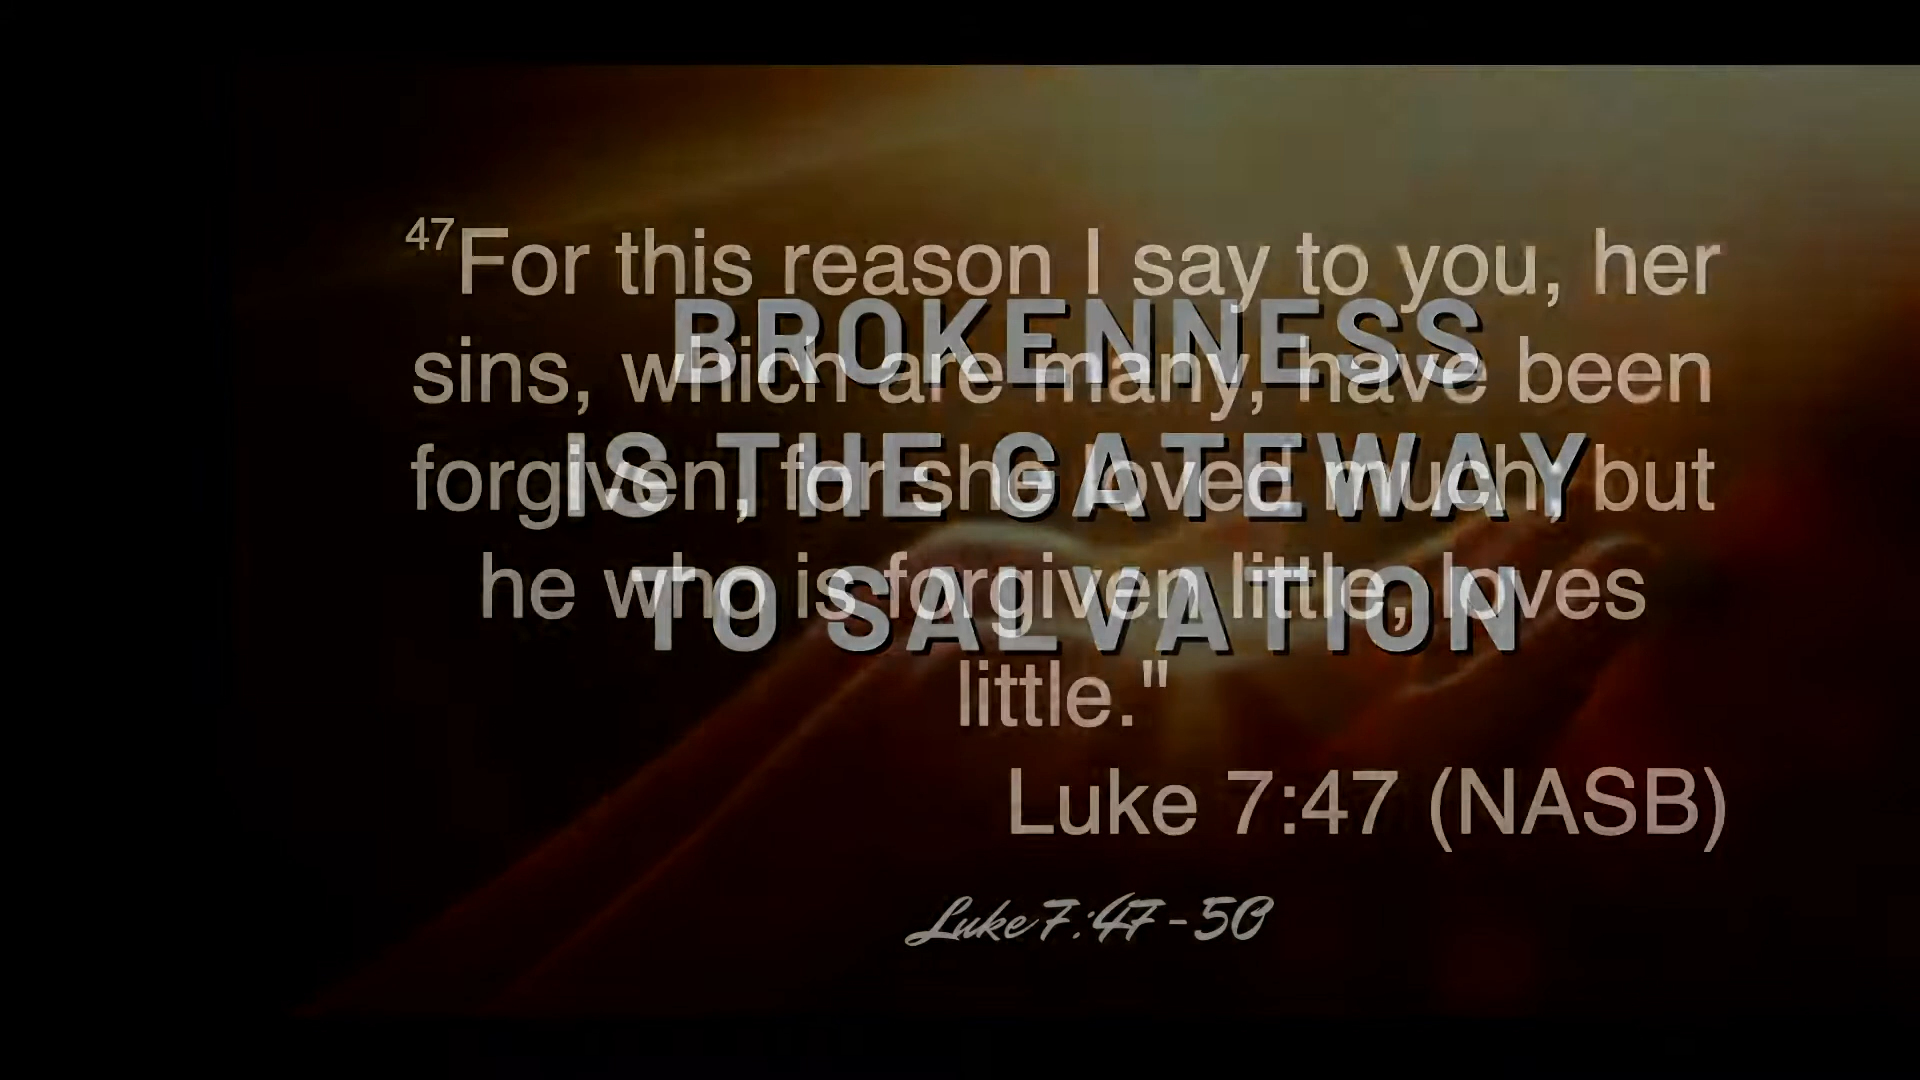 47For this reason I say to you, her
sins, which are many, have been
forgiven, for she loved much, but
he who is forgiven little, loves
little."
Luke 7:47 (NASB)
BROKENNESS
IS THE GATEWAY
TO SALVATION
Luke 7:47-50